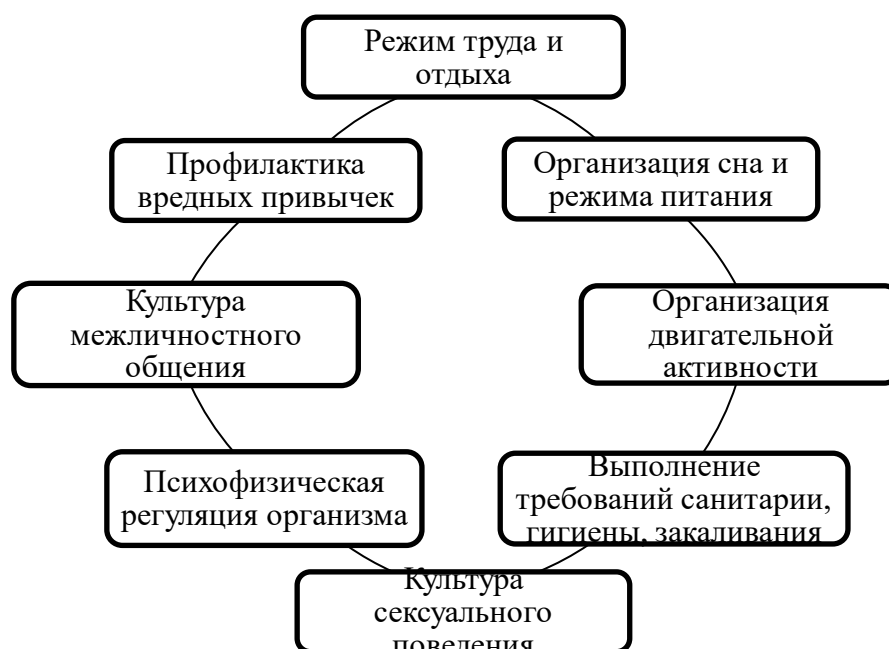 Режим труда и
отдыха
Профилактика
вредных привычек
Организация сна и
режима питания
Культура
межличностного
общения
Организация
двигательной
активности
Психофизическая
регуляция организма
Выполнение
требований санитарии,
гигиены, закаливания
Культура
сексуального
поведения